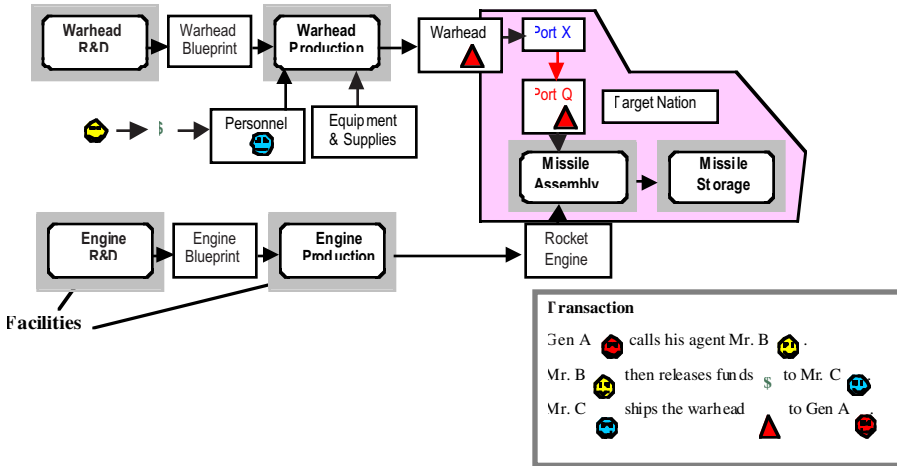 Warhead
R&D
Warhead
Blueprint
Warhead
Production
Warhead
Port X
Port Q
Target Nation
$
Personnel
Equipment
& Supplies
Missile
Assembly
Missile
Storage
Engine
R&D
Engine
Blueprint
Engine
Production
Rocket
Engine
Facilities
Transaction
Gen A calls his agent Mr. B .
Mr. B then releases funds $ to Mr. C .
Mr. C ships the warhead to Gen A .